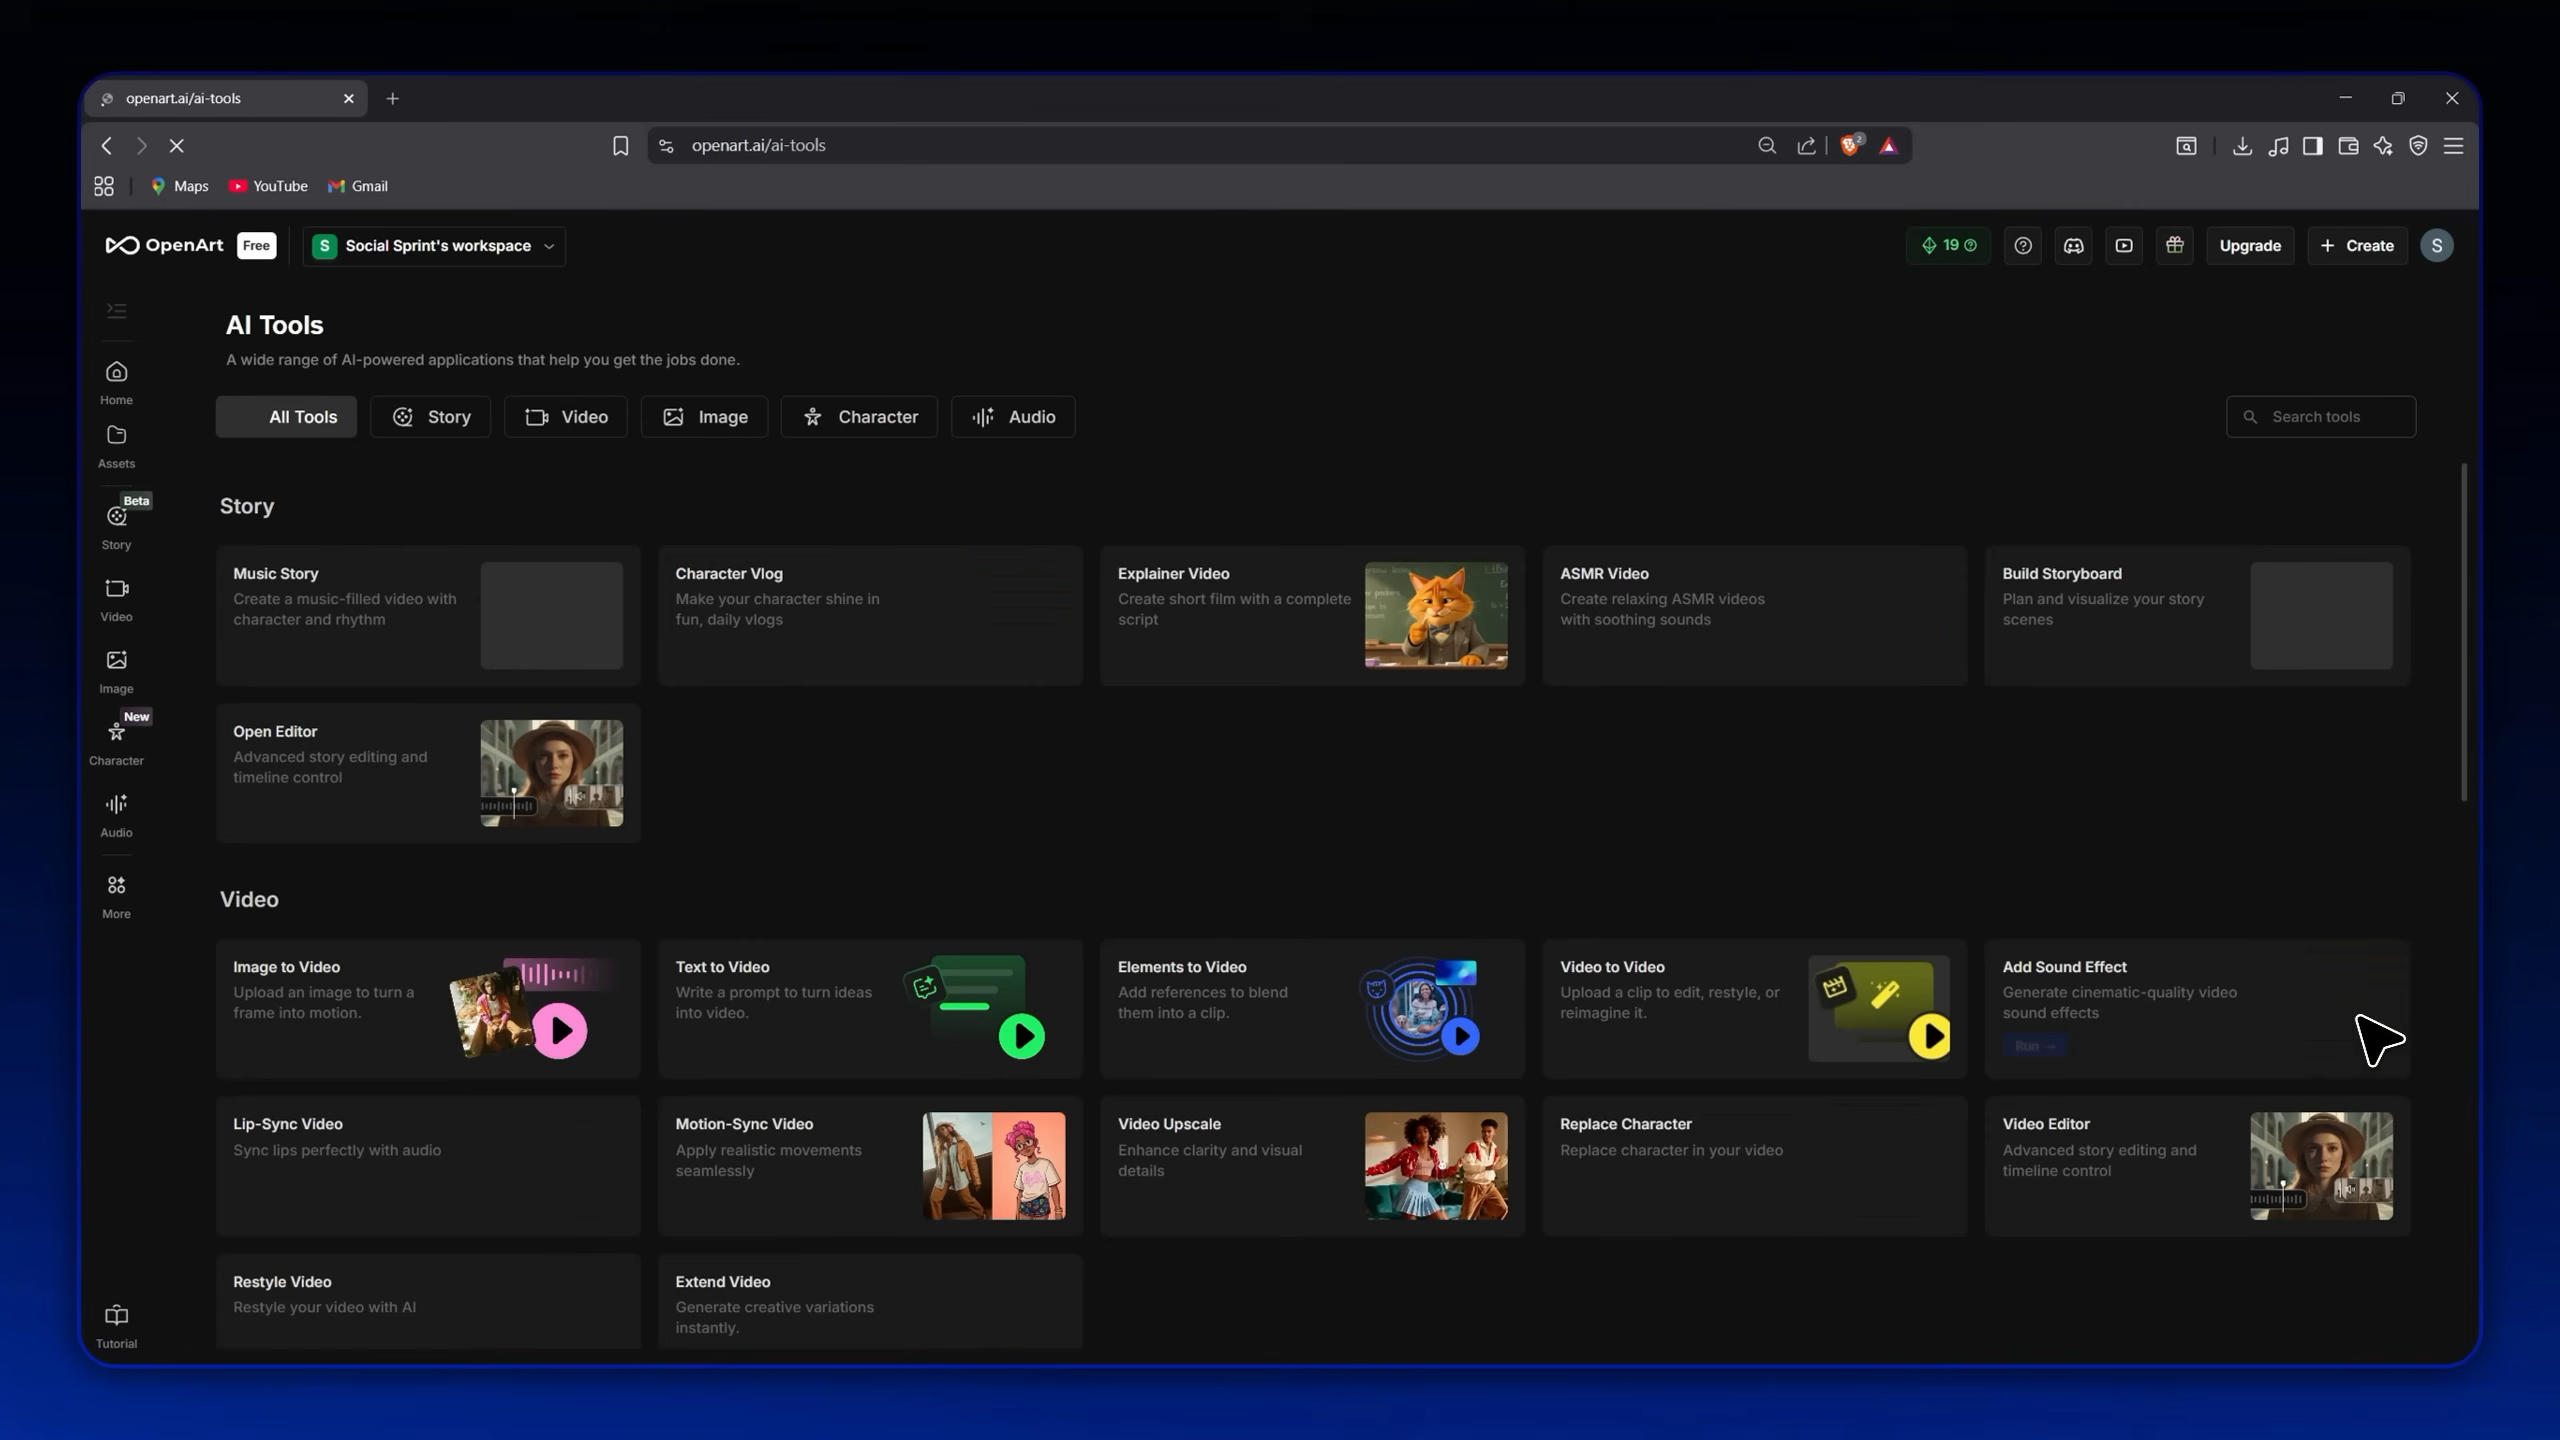 openart.ai/ai-tools
openart.ai/ai-tools
2
Maps
YouTube
Gmail
OpenArt
Free
S
Social Sprint's workspace
19
Upgrade
Create
S
AI Tools
A wide range of AI-powered applications that help you get the jobs done.
All Tools
Story
Video
Image
Character
Audio
Search tools
Home
Assets
Beta
Story
Video
Image
New
Character
Audio
More
Tutorial
Story
Music Story
Create a music-filled video with
character and rhythm
Character Vlog
Make your character shine in
fun, daily vlogs
Explainer Video
Create short film with a complete
script
ASMR Video
Create relaxing ASMR videos
with soothing sounds
Build Storyboard
Plan and visualize your story
scenes
Open Editor
Advanced story editing and
timeline control
Video
Image to Video
Upload an image to turn a
frame into motion.
Text to Video
Write a prompt to turn ideas
into video.
Elements to Video
Add references to blend
them into a clip.
Video to Video
Upload a clip to edit, restyle, or
reimagine it.
Add Sound Effect
Generate cinematic-quality video
sound effects
Run →
Lip-Sync Video
Sync lips perfectly with audio
Motion-Sync Video
Apply realistic movements
seamlessly
Video Upscale
Enhance clarity and visual
details
Replace Character
Replace character in your video
Video Editor
Advanced story editing and
timeline control
Restyle Video
Restyle your video with AI
Extend Video
Generate creative variations
instantly.